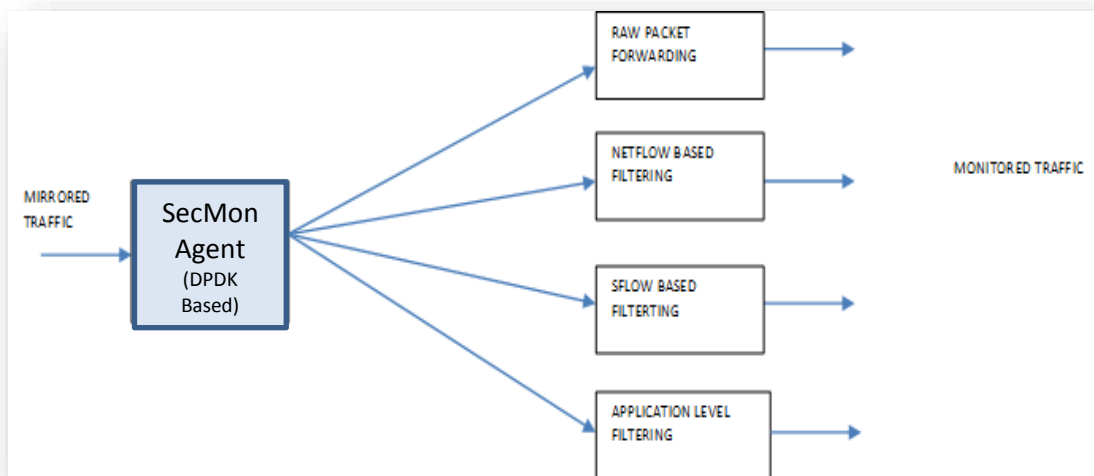 RAW PACKET
FORWARDING
NETFLOW BASED
FILTERING
MONITORED TRAFFIC
MIRRORED
TRAFFIC
SecMon
Agent
(DPDK
Based)
SFLOW BASED
FILTERTING
APPLICATION LEVEL
FILTERING